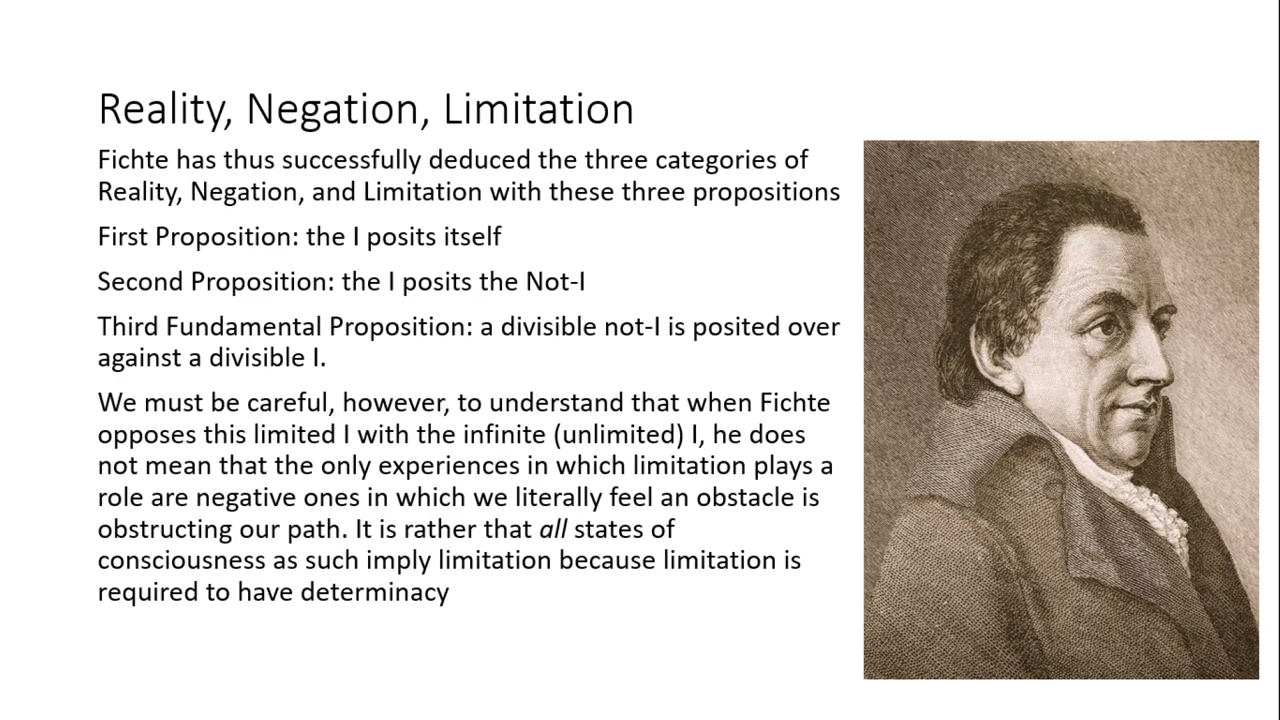 Reality, Negation, Limitation
Fichte has thus successfully deduced the three categories of
Reality, Negation, and Limitation with these three propositions
First Proposition: the I posits itself
Second Proposition: the I posits the Not-I
Third Fundamental Proposition: a divisible not-I is posited over
against a divisible I.
We must be careful, however, to understand that when Fichte
opposes this limited I with the infinite (unlimited) I, he does
not mean that the only experiences in which limitation plays a
role are negative ones in which we literally feel an obstacle is
obstructing our path. It is rather that all states of
consciousness as such imply limitation because limitation is
required to have determinacy